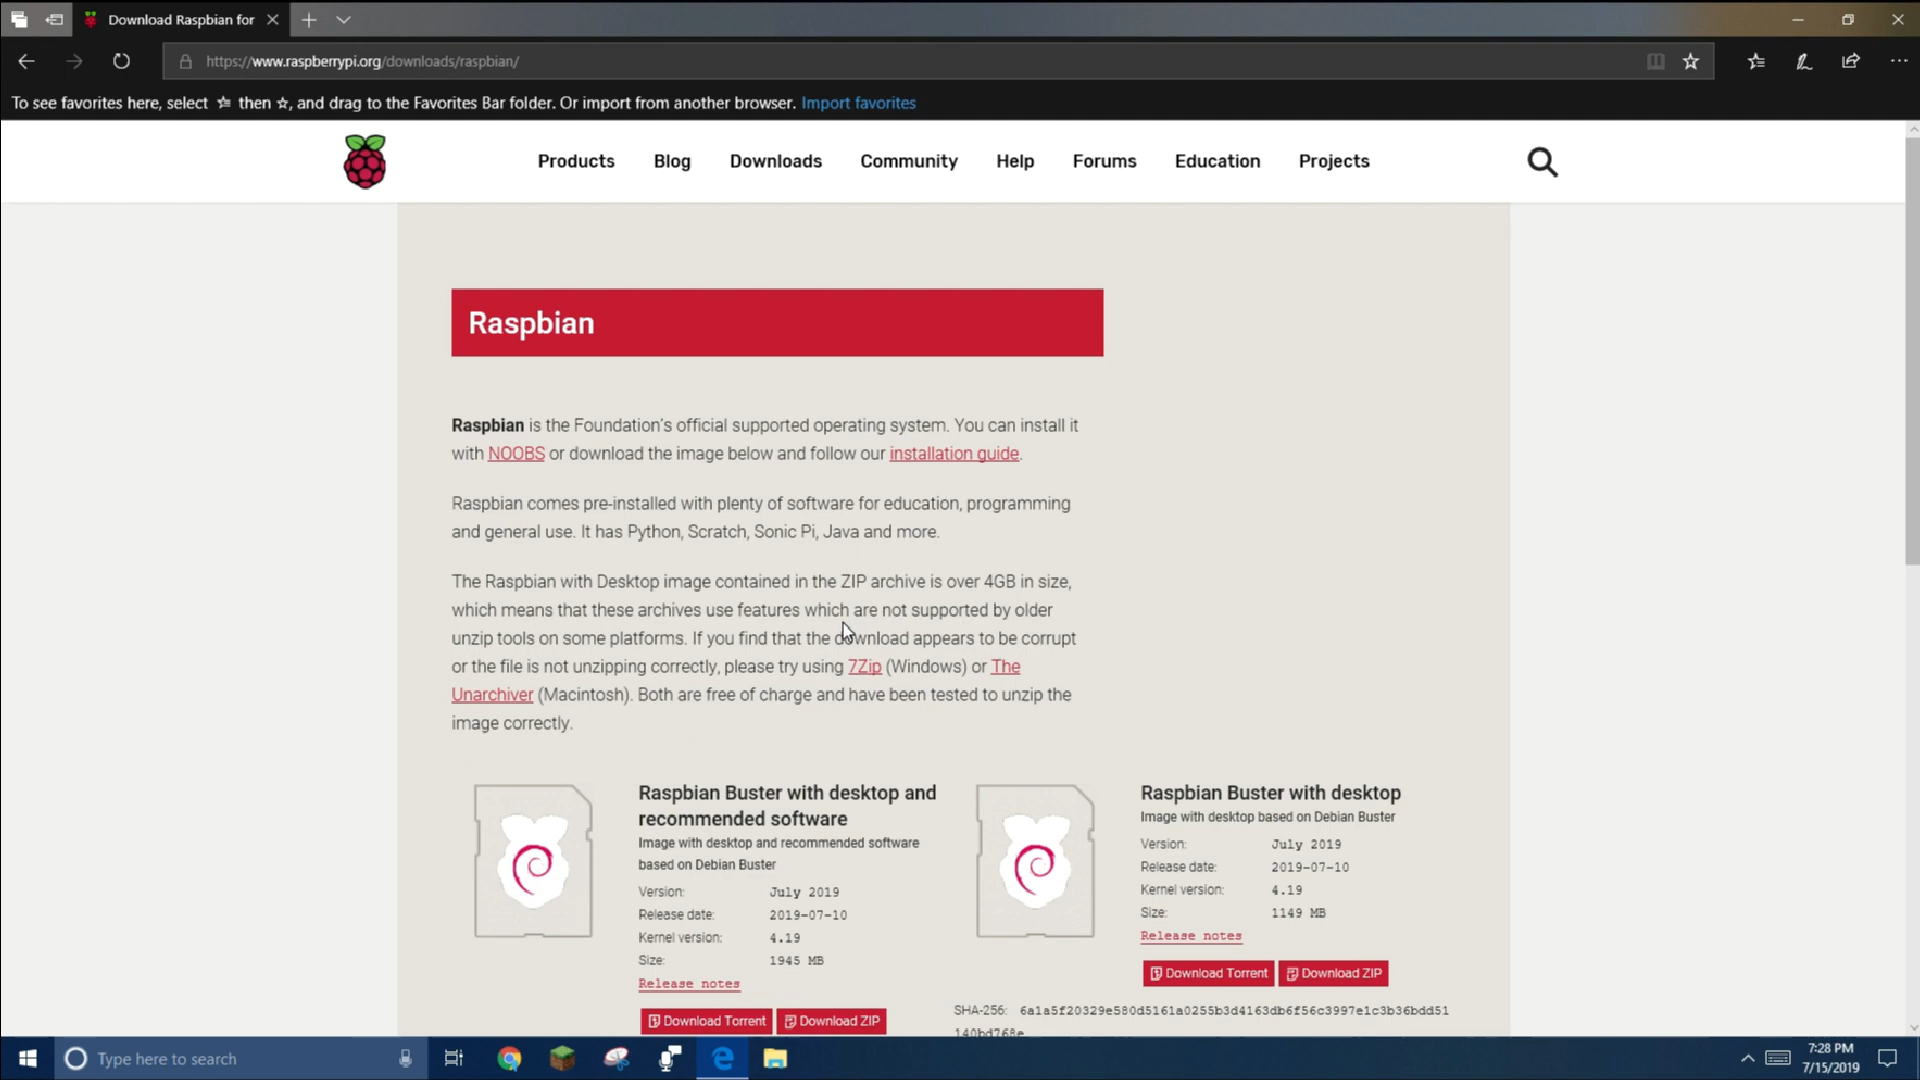 Download Raspbian for
https://www.raspberrypi.org/downloads/raspbian/
To see favorites here, select then , and drag to the Favorites Bar folder. Or import from another browser. Import favorites
Products Blog Downloads Community Help Forums Education Projects
Raspbian
Raspbian is the Foundation's official supported operating system. You can install it
with NOOBS or download the image below and follow our installation guide.
Raspbian comes pre-installed with plenty of software for education, programming
and general use. It has Python, Scratch, Sonic Pi, Java and more.
The Raspbian with Desktop image contained in the ZIP archive is over 4GB in size,
which means that these archives use features which are not supported by older
unzip tools on some platforms. If you find that the download appears to be corrupt
or the file is not unzipping correctly, please try using 7Zip (Windows) or The
Unarchiver (Macintosh). Both are free of charge and have been tested to unzip the
image correctly.
Raspbian Buster with desktop and
recommended software
Image with desktop and recommended software
based on Debian Buster
Version: July 2019
Release date: 2019-07-10
Kernel version: 4.19
Size: 1945 MB
Release notes
Download Torrent Download ZIP
Raspbian Buster with desktop
Image with desktop based on Debian Buster
Version: July 2019
Release date: 2019-07-10
Kernel version: 4.19
Size: 1149 MB
Release notes
Download Torrent Download ZIP
SHA-256: 6a1a5f20329e580d5161a0255b3d4163db6f56c3997e1c3b36bdd51
140bd768e
Type here to search
7:28 PM
7/15/2019